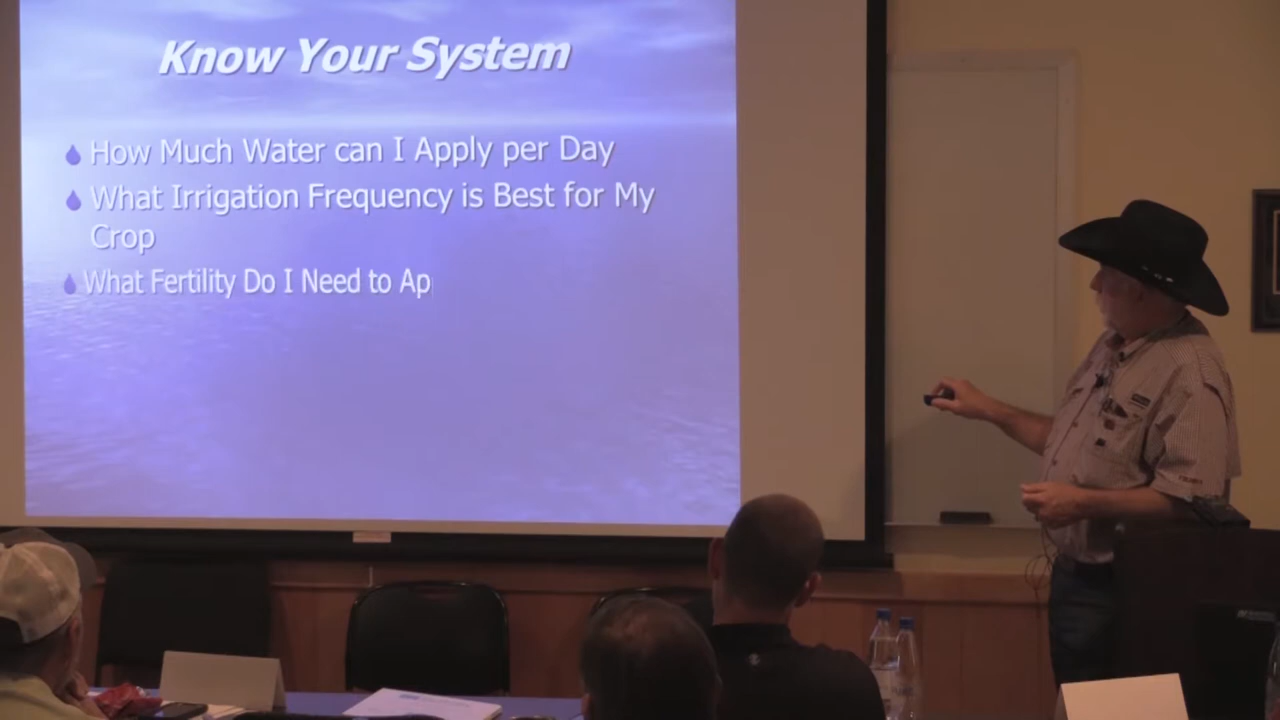 Know Your System
How Much Water can I Apply per Day
What Irrigation Frequency is Best for My
Crop
What Fertility Do I Need to Ap